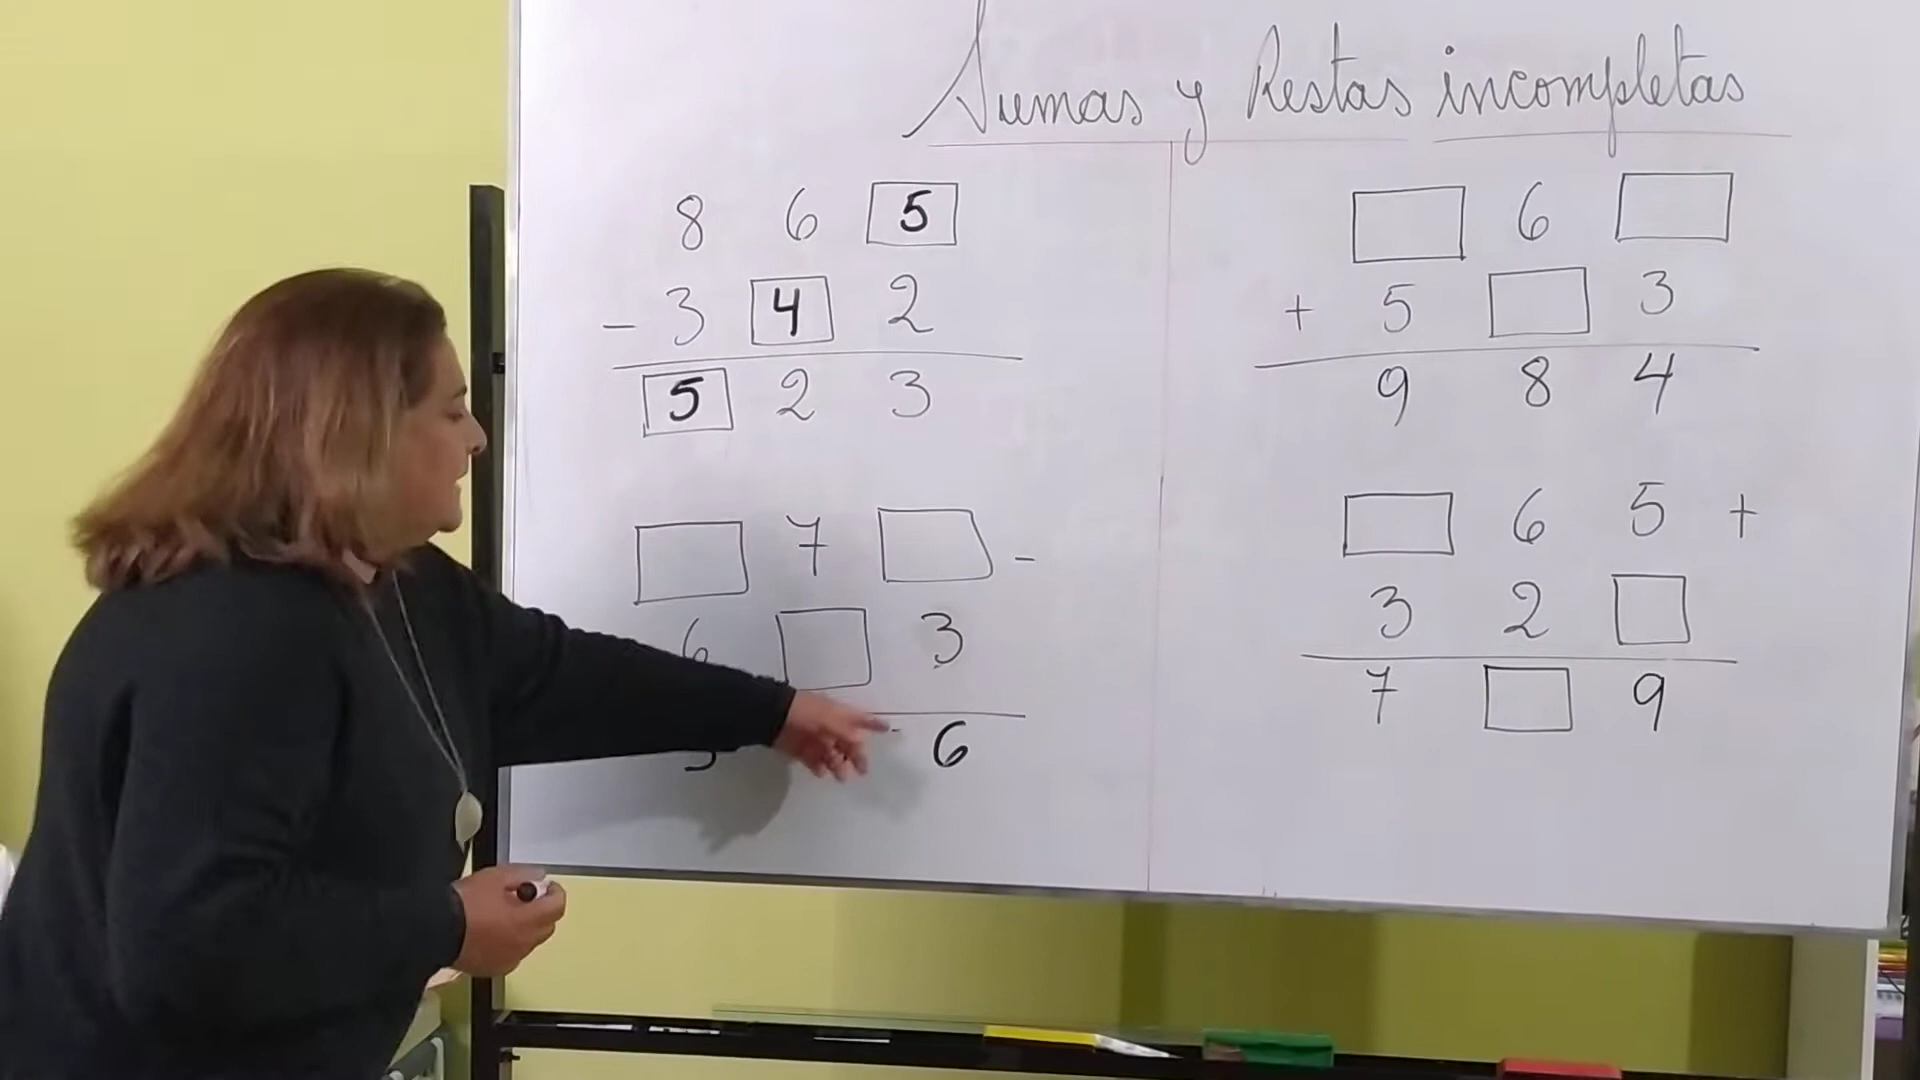 Sumas y Restas incompletas
8 6 5
- 3 4 2
5 2 3
7 -
6 3
6
6
+ 5 3
9 8 4
6 5 +
3 2
7 9